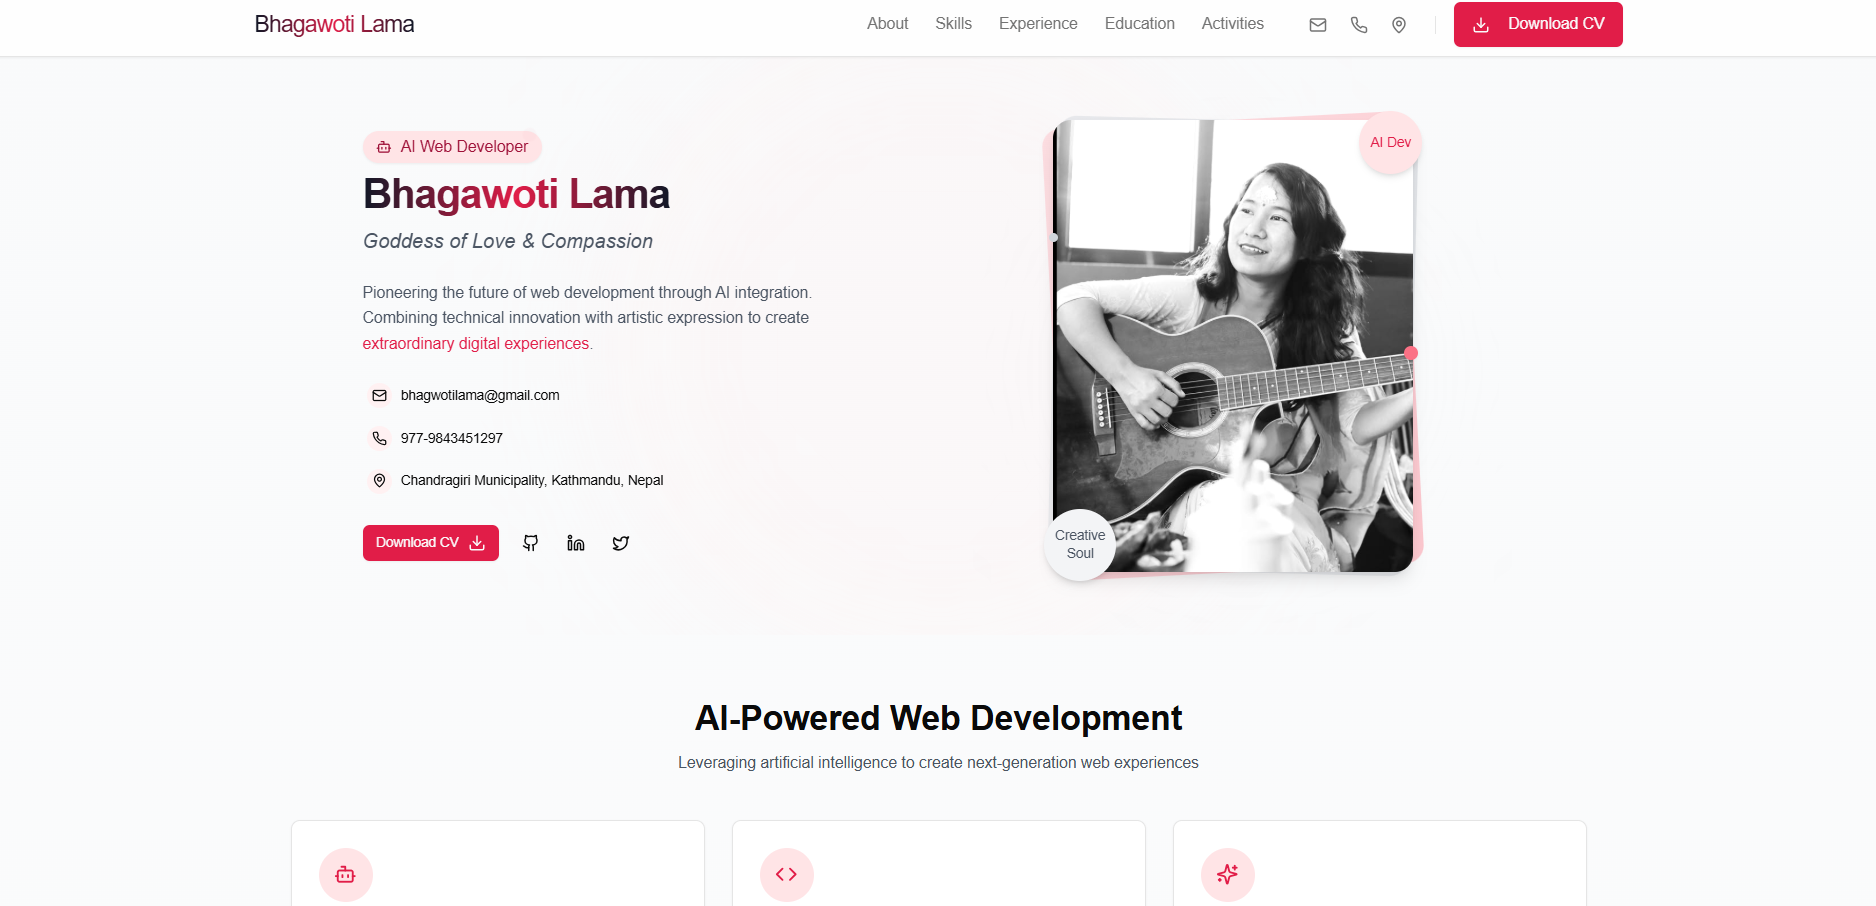 Bhagawoti Lama
About
Skills
Experience
Education
Activities
Download CV
AI Web Developer
Bhagawoti Lama
Goddess of Love & Compassion
Pioneering the future of web development through AI integration.
Combining technical innovation with artistic expression to create
extraordinary digital experiences.
bhagwotilama@gmail.com
977-9843451297
Chandragiri Municipality, Kathmandu, Nepal
Download CV
AI Dev
Creative
Soul
AI-Powered Web Development
Leveraging artificial intelligence to create next-generation web experiences